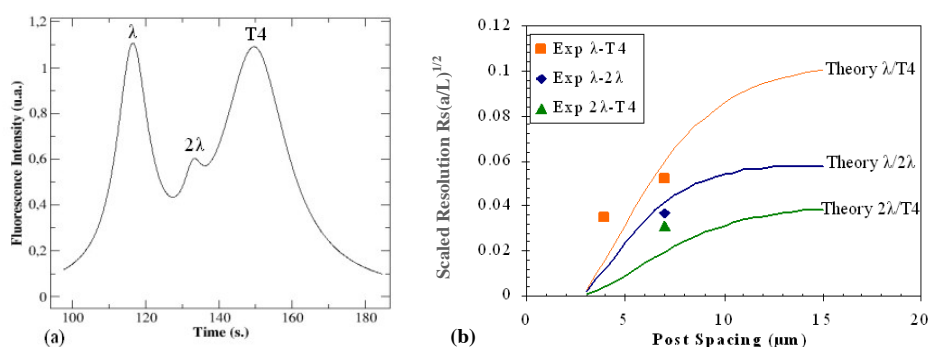 λ
T4
2λ
Fluorescence Intensity (u.a.)
1,2
1
0,8
0,6
0,4
0,2
0
100
120
140
160
180
Time (s.)
(a)
(b)
Scaled Resolution Rs(a/L)^1/2
0.12
0.1
0.08
0.06
0.04
0.02
0
Exp λ-T4
Exp λ-2λ
Exp 2λ-T4
Theory λ/T4
Theory λ/2λ
Theory 2λ/T4
0
5
10
15
20
Post Spacing (µm)